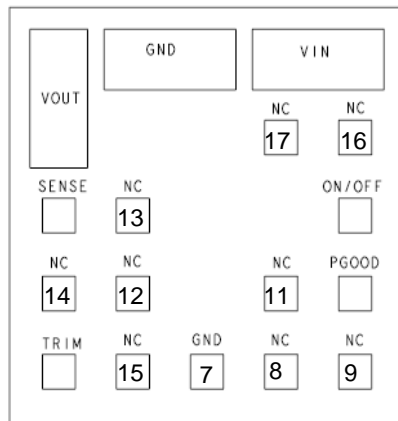 GND VIN
VOUT
NC NC
17 16
SENSE NC ON/OFF
13
NC NC NC PGOOD
14 12 11
TRIM NC GND NC NC
15 7 8 9